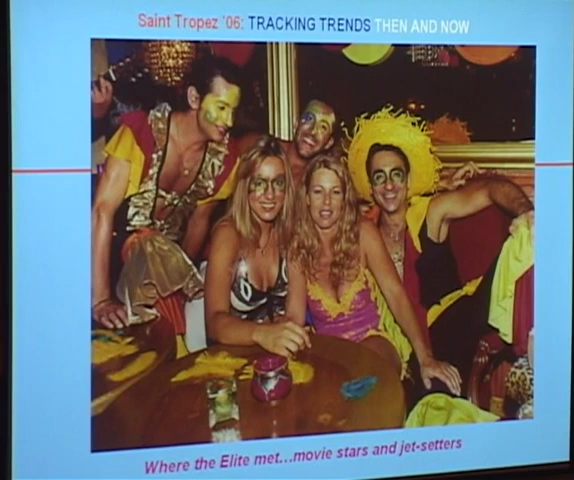 Saint Tropez '06: TRACKING TRENDS THEN AND NOW
Where the Elite met...movie stars and jet-setters